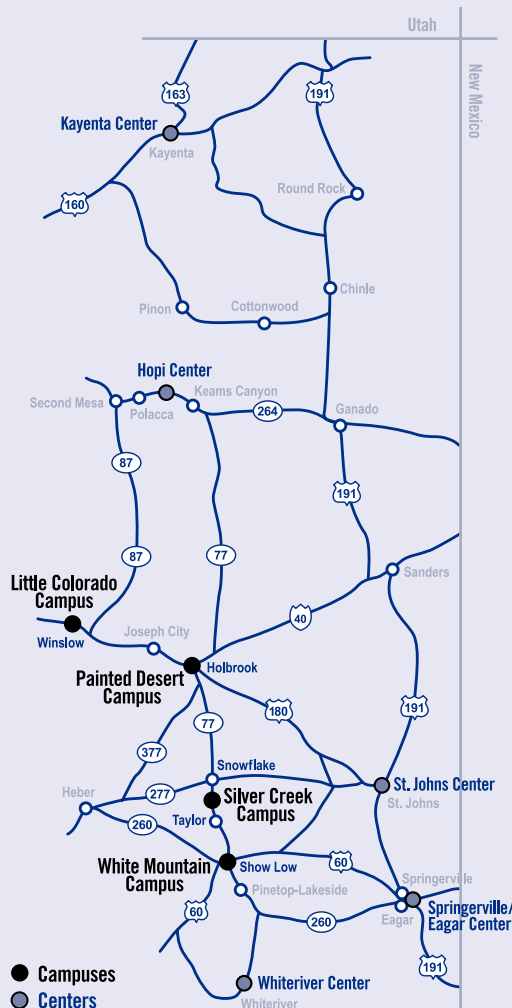 Utah
New Mexico
163
191
Kayenta Center
Kayenta
Round Rock
160
Chinle
Pinon
Cottonwood
Hopi Center
Keams Canyon
Second Mesa
Polacca
264
Ganado
87
191
87
77
Sanders
Little Colorado
Campus
40
Winslow
Joseph City
Painted Desert
Campus
Holbrook
180
191
77
377
Snowflake
St. Johns Center
St. Johns
Heber
277
Silver Creek
Campus
260
Taylor
White Mountain
Campus
Show Low
60
Springerville
Pinetop-Lakeside
60
260
Eagar
Springerville/
Eagar Center
191
Campuses
Whiteriver Center
Centers
Whiteriver